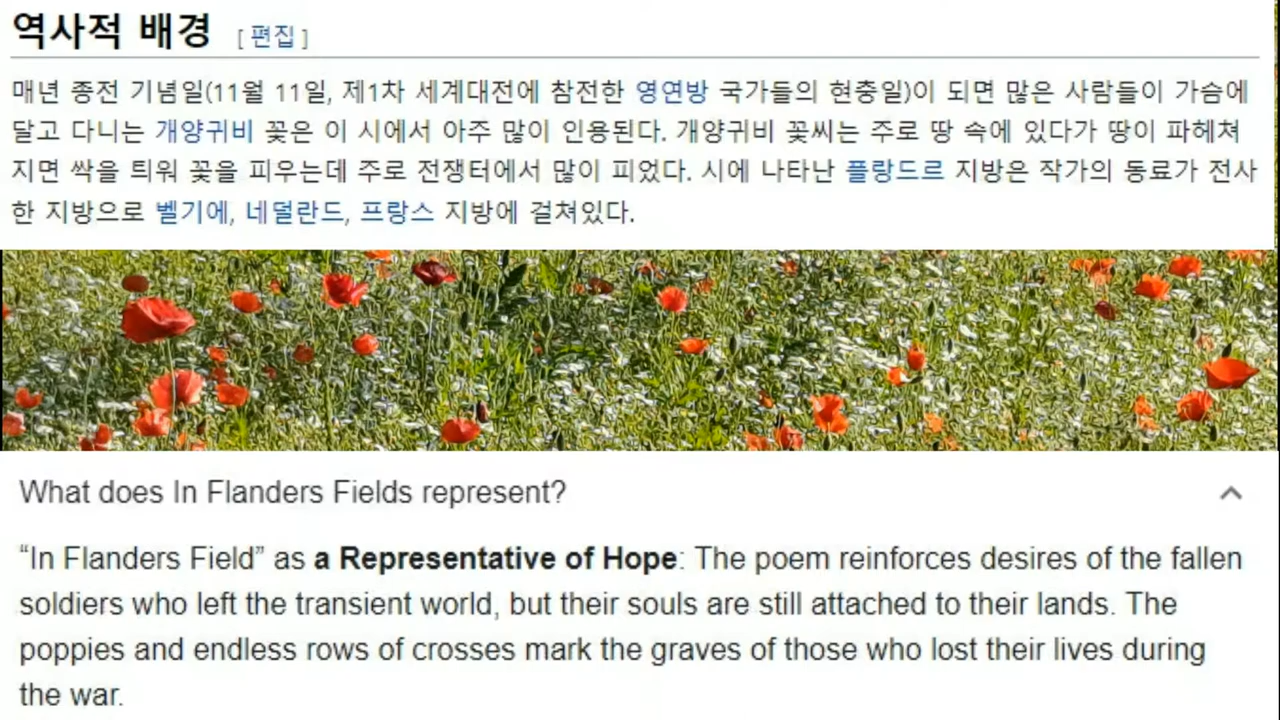 역사적 배경 [편집]
매년 종전 기념일(11월 11일, 제1차 세계대전에 참전한 영연방 국가들의 현충일)이 되면 많은 사람들이 가슴에
달고 다니는 개양귀비 꽃은 이 시에서 아주 많이 인용된다. 개양귀비 꽃씨는 주로 땅 속에 있다가 땅이 파헤쳐
지면 싹을 틔워 꽃을 피우는데 주로 전쟁터에서 많이 피었다. 시에 나타난 플랑드르 지방은 작가의 동료가 전사
한 지방으로 벨기에, 네덜란드, 프랑스 지방에 걸쳐있다.
What does In Flanders Fields represent?
“In Flanders Field” as a Representative of Hope: The poem reinforces desires of the fallen
soldiers who left the transient world, but their souls are still attached to their lands. The
poppies and endless rows of crosses mark the graves of those who lost their lives during
the war.